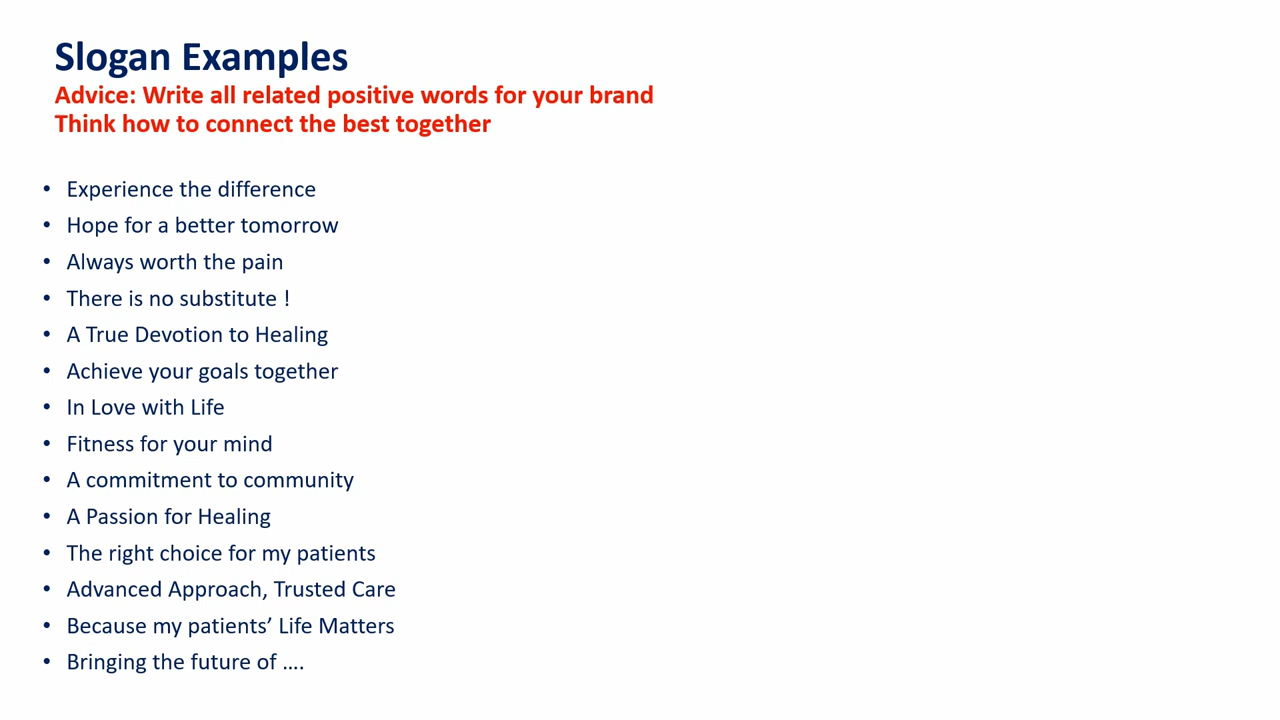 Slogan Examples
Advice: Write all related positive words for your brand
Think how to connect the best together
• Experience the difference
• Hope for a better tomorrow
• Always worth the pain
• There is no substitute !
• A True Devotion to Healing
• Achieve your goals together
• In Love with Life
• Fitness for your mind
• A commitment to community
• A Passion for Healing
• The right choice for my patients
• Advanced Approach, Trusted Care
• Because my patients’ Life Matters
• Bringing the future of ….